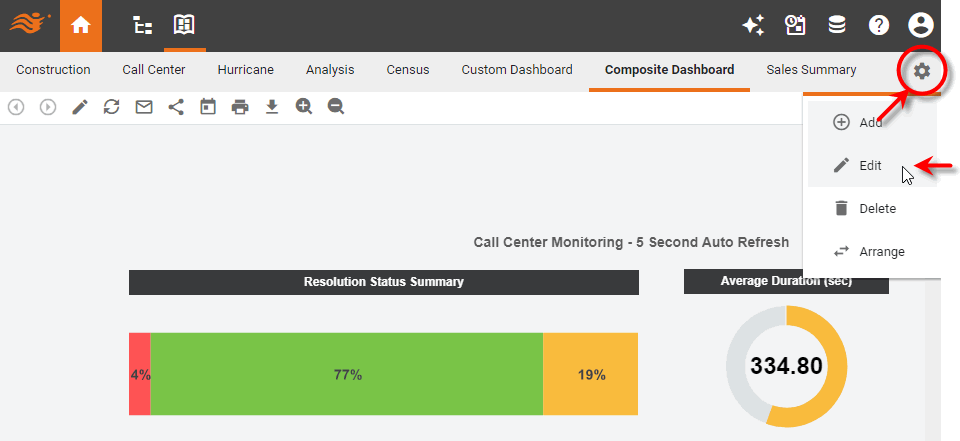 Construction Call Center Hurricane Analysis Census Custom Dashboard Composite Dashboard Sales Summary
Add
Edit
Delete
Arrange
Call Center Monitoring - 5 Second Auto Refresh
Resolution Status Summary
Average Duration (sec)
4% 77% 19%
334.80